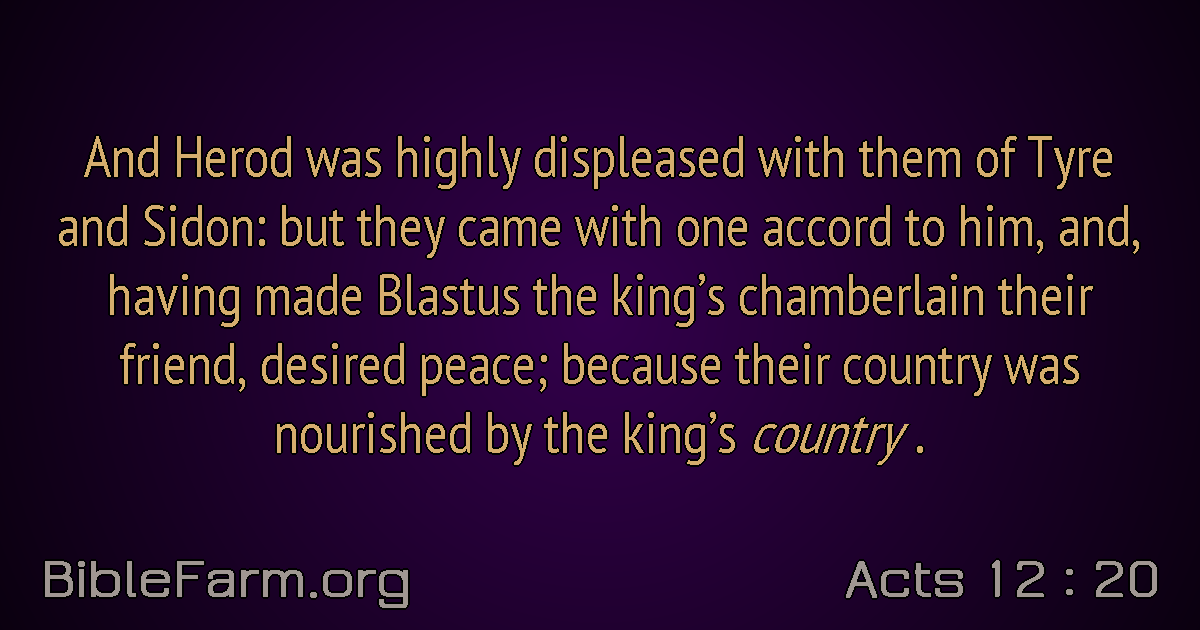 And Herod was highly displeased with them of Tyre
and Sidon: but they came with one accord to him, and,
having made Blastus the king’s chamberlain their
friend, desired peace; because their country was
nourished by the king’s country .
BibleFarm.org
Acts 12 : 20